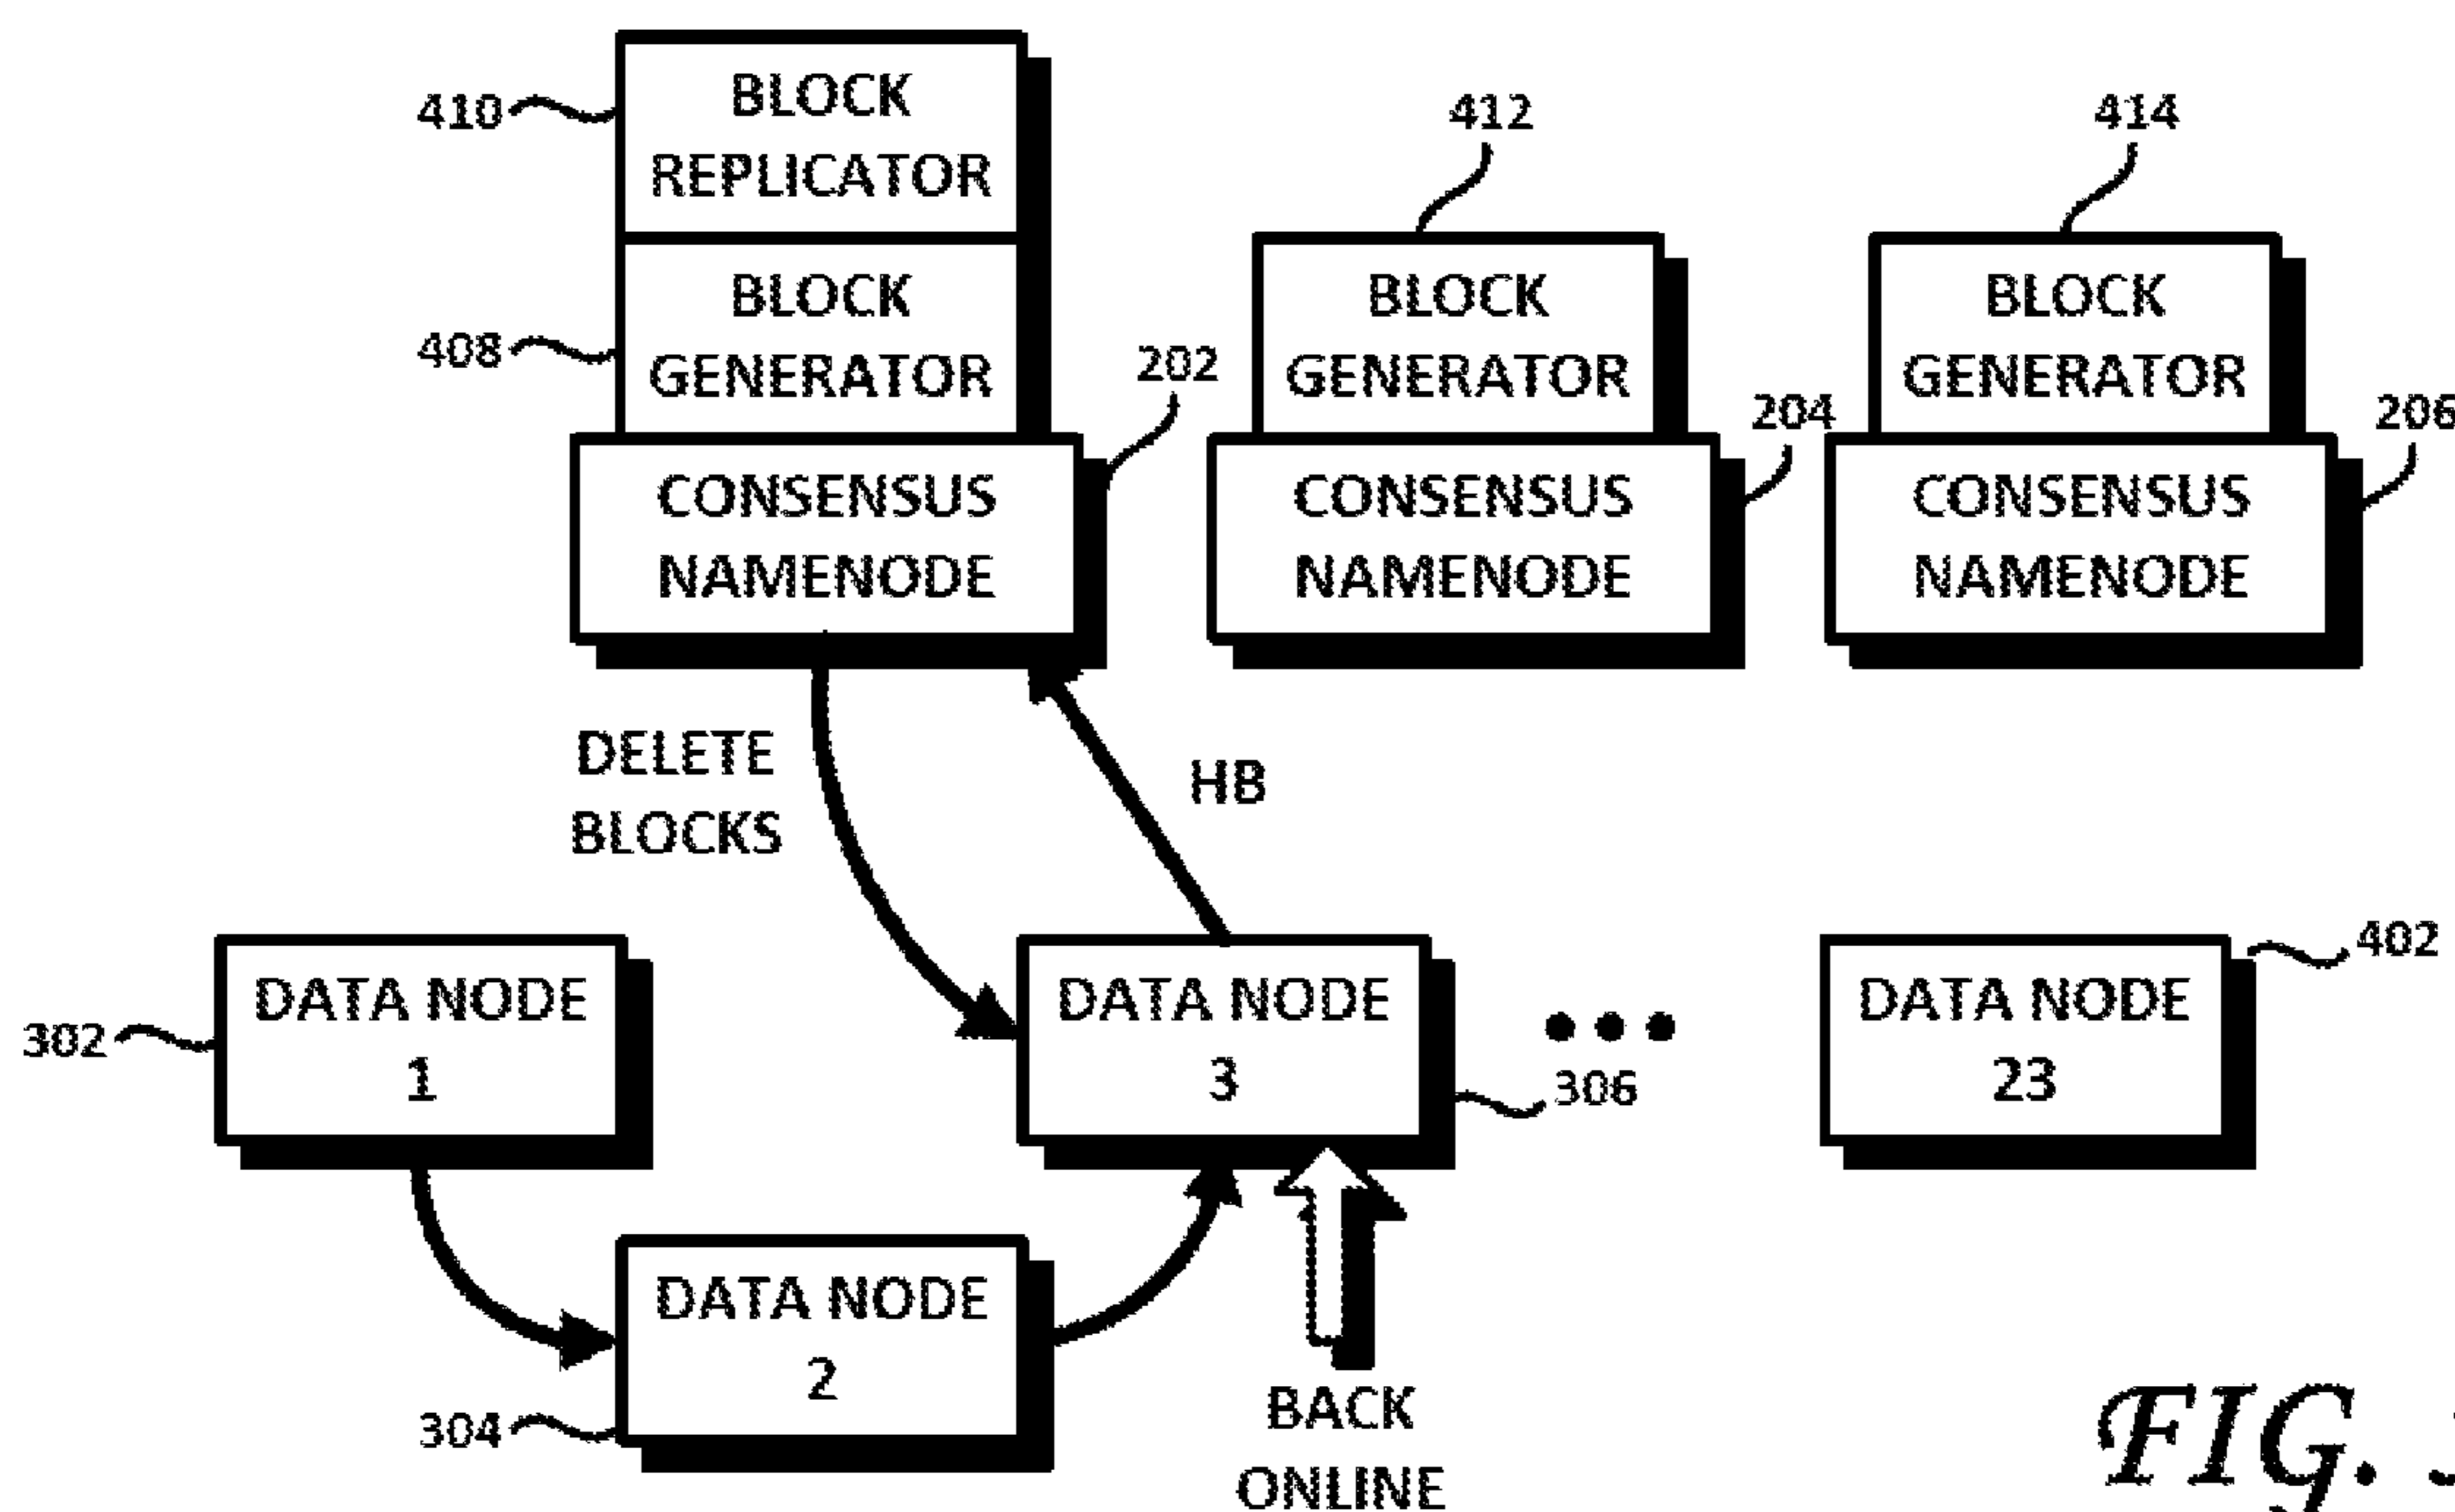 BLOCK
REPLICATOR
410
412
414
BLOCK
GENERATOR
408
202
BLOCK
GENERATOR
204
BLOCK
GENERATOR
206
CONSENSUS
NAMENODE
CONSENSUS
NAMENODE
CONSENSUS
NAMENODE
DELETE
BLOCKS
HB
DATA NODE
1
302
DATA NODE
3
306
DATA NODE
23
402
DATA NODE
2
304
BACK
ONLINE
FIG.